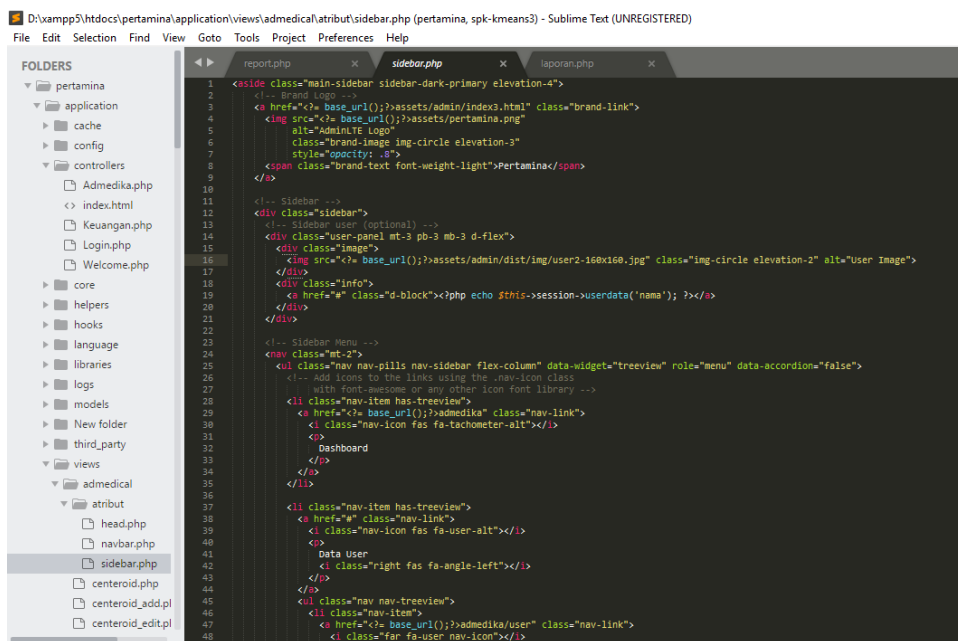 D:\xampp5\htdocs\pertamina\application\views\admedical\atribut\sidebar.php (pertamina, spk-kmeans3) - Sublime Text (UNREGISTERED)
File Edit Selection Find View Goto Tools Project Preferences Help
FOLDERS
pertamina
application
cache
config
controllers
Admedika.php
<> index.html
Keuangan.php
Login.php
Welcome.php
core
helpers
hooks
language
libraries
logs
models
New folder
third_party
views
admedical
atribut
head.php
navbar.php
sidebar.php
centeroid.php
centeroid_add.pl
centeroid_edit.pl
report.php × sidebar.php × laporan.php ×
1 <aside class="main-sidebar sidebar-dark-primary elevation-4">
2 <!-- Brand Logo -->
3 <a href="<?= base_url();?>assets/admin/index3.html" class="brand-link">
4 <img src="<?= base_url();?>assets/pertamina.png"
5 alt="AdminLTE Logo"
6 class="brand-image img-circle elevation-3"
7 style="opacity: .8">
8 <span class="brand-text font-weight-light">Pertamina</span>
9 </a>
10
11 <!-- Sidebar -->
12 <div class="sidebar">
13 <!-- Sidebar user (optional) -->
14 <div class="user-panel mt-3 pb-3 mb-3 d-flex">
15 <div class="image">
16 <img src="<?= base_url();?>assets/admin/dist/img/user2-160x160.jpg" class="img-circle elevation-2" alt="User Image">
17 </div>
18 <div class="info">
19 <a href="#" class="d-block"><?php echo $this->session->userdata('nama'); ?></a>
20 </div>
21 </div>
22
23 <!-- Sidebar Menu -->
24 <nav class="mt-2">
25 <ul class="nav nav-pills nav-sidebar flex-column" data-widget="treeview" role="menu" data-accordion="false">
26 <!-- Add icons to the links using the .nav-icon class
27 with font-awesome or any other icon font library -->
28 <li class="nav-item has-treeview">
29 <a href="<?= base_url();?>admedika" class="nav-link">
30 <i class="nav-icon fas fa-tachometer-alt"></i>
31 <p>
32 Dashboard
33 </p>
34 </a>
35 </li>
36
37 <li class="nav-item has-treeview">
38 <a href="#" class="nav-link">
39 <i class="nav-icon fas fa-user-alt"></i>
40 <p>
41 Data User
42 <i class="right fas fa-angle-left"></i>
43 </p>
44 </a>
45 <ul class="nav nav-treeview">
46 <li class="nav-item">
47 <a href="<?= base_url();?>admedika/user" class="nav-link">
48 <i class="far fa-user nav-icon"></i>